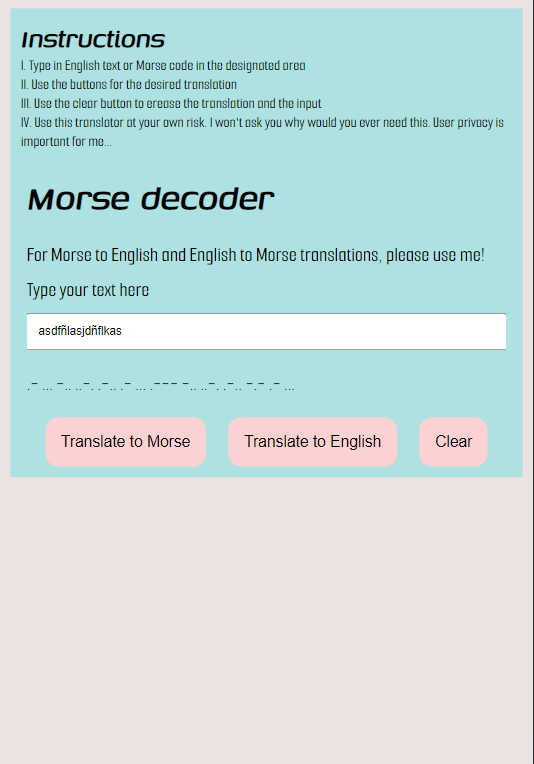 Instructions
I. Type in English text or Morse code in the designated area
II. Use the buttons for the desired translation
III. Use the clear button to erease the translation and the input
IV. Use this translator at your own risk. I won't ask you why would you ever need this. User privacy is
important for me...
Morse decoder
For Morse to English and English to Morse translations, please use me!
Type your text here
asdfñlasjdñflkas
.- ... -.. ..-. .-.. .- ... .--- -.. ..-. .-.. -.- .- ...
Translate to Morse
Translate to English
Clear